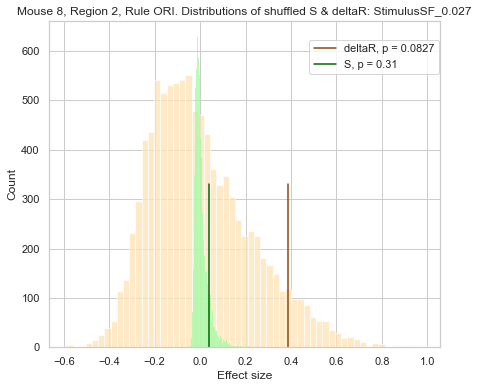 Mouse 8, Region 2, Rule ORI. Distributions of shuffled S & deltaR: StimulusSF_0.027
deltaR, p = 0.0827
S, p = 0.31
Count
600
500
400
300
200
100
0
−0.6 −0.4 −0.2 0.0 0.2 0.4 0.6 0.8 1.0
Effect size